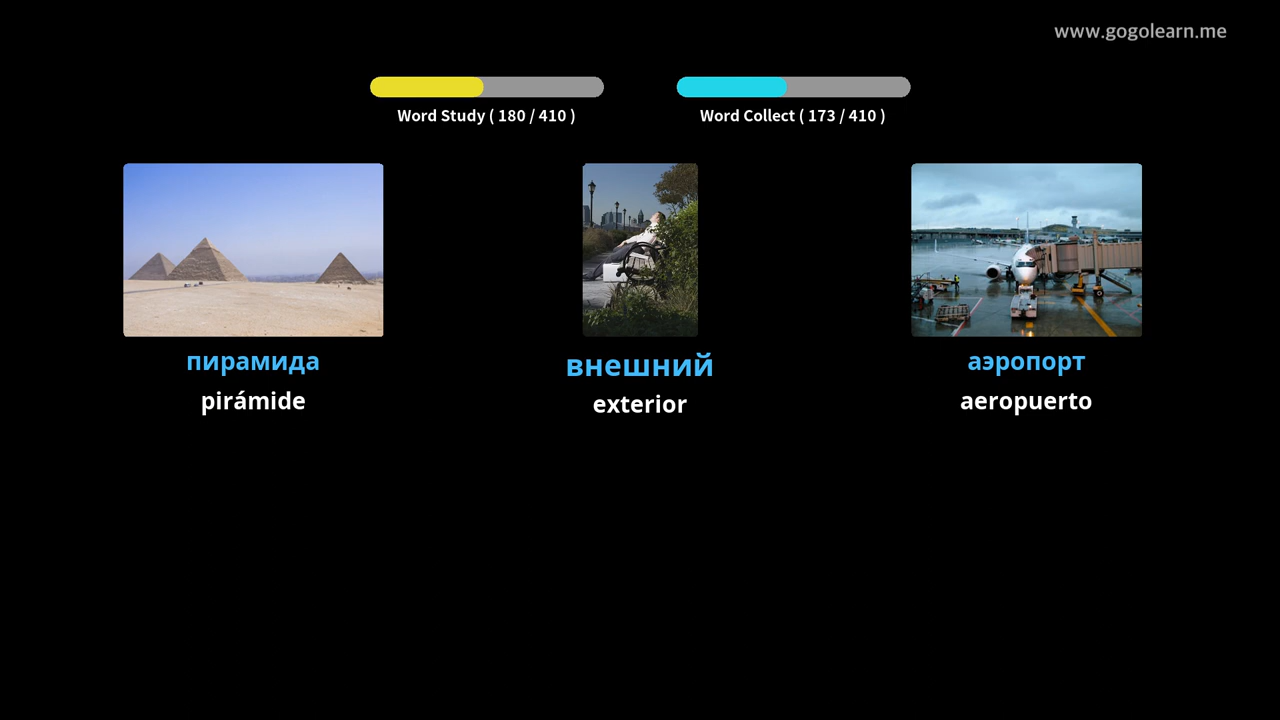 www.gogolearn.me
Word Study ( 180 / 410 )
Word Collect ( 173 / 410 )
пирамида
pirámide
внешний
exterior
аэропорт
aeropuerto